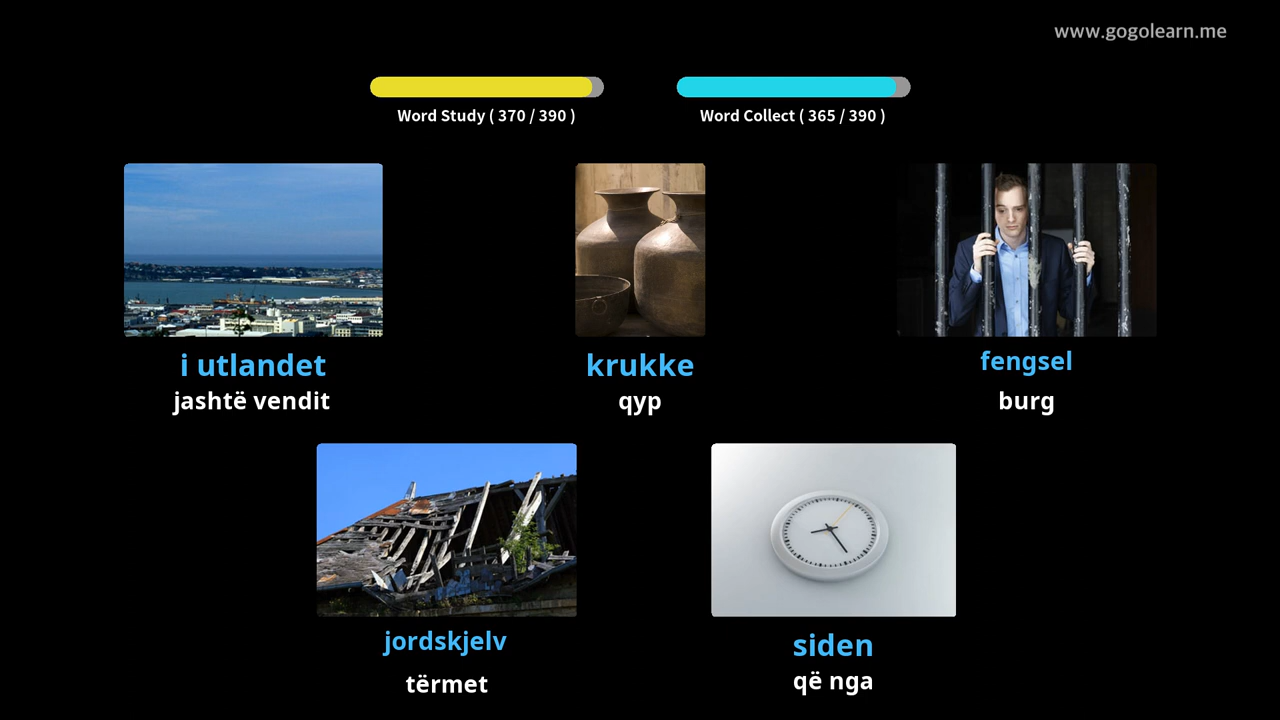 www.gogolearn.me
Word Study ( 370 / 390 )
Word Collect ( 365 / 390 )
i utlandet
jashtë vendit
krukke
qyp
fengsel
burg
jordskjelv
tërmet
siden
që nga